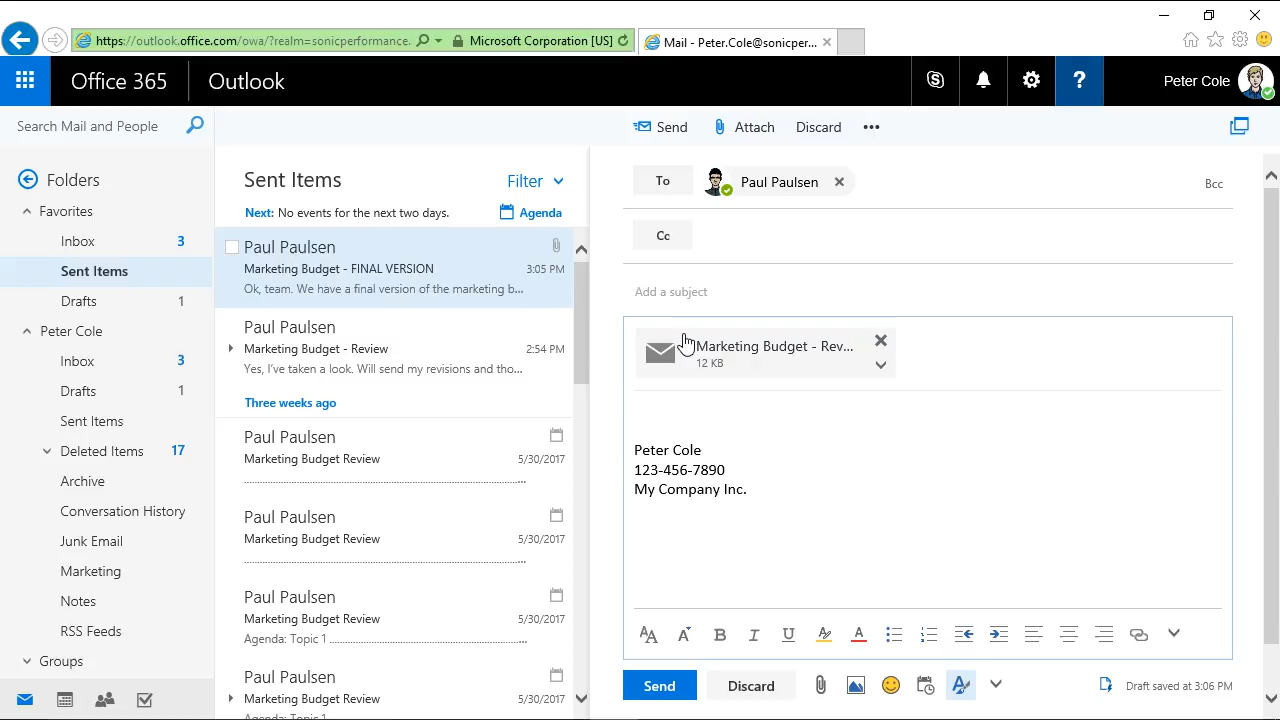 https://outlook.office.com/owa/?realm=sonicperformance.
Microsoft Corporation [US]
Mail - Peter.Cole@sonicper...
Office 365
Outlook
?
Peter Cole
Search Mail and People
Send
Attach
Discard
•••
Folders
Favorites
Inbox 3
Sent Items
Drafts 1
Peter Cole
Inbox 3
Drafts 1
Sent Items
Deleted Items 17
Archive
Conversation History
Junk Email
Marketing
Notes
RSS Feeds
Groups
Sent Items
Filter
Next: No events for the next two days.
Agenda
Paul Paulsen
Marketing Budget - FINAL VERSION 3:05 PM
Ok, team. We have a final version of the marketing b...
Paul Paulsen
Marketing Budget - Review 2:54 PM
Yes, I've taken a look. Will send my revisions and tho...
Three weeks ago
Paul Paulsen
Marketing Budget Review 5/30/2017
Paul Paulsen
Marketing Budget Review 5/30/2017
Paul Paulsen
Marketing Budget Review 5/30/2017
Agenda: Topic 1
Paul Paulsen
Marketing Budget Review 5/29/2017
To
Paul Paulsen
Bcc
Cc
Add a subject
Marketing Budget - Rev...
12 KB
Peter Cole
123-456-7890
My Company Inc.
Send
Discard
Draft saved at 3:06 PM